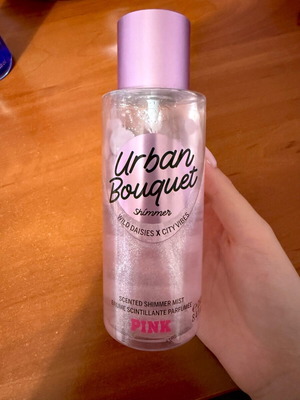 Urban
Bouquet
Shimmer
WILD DAISIES X CITY VIBES
SCENTED SHIMMER MIST
BRUME SCINTILLANTE PARFUMÉE
PINK